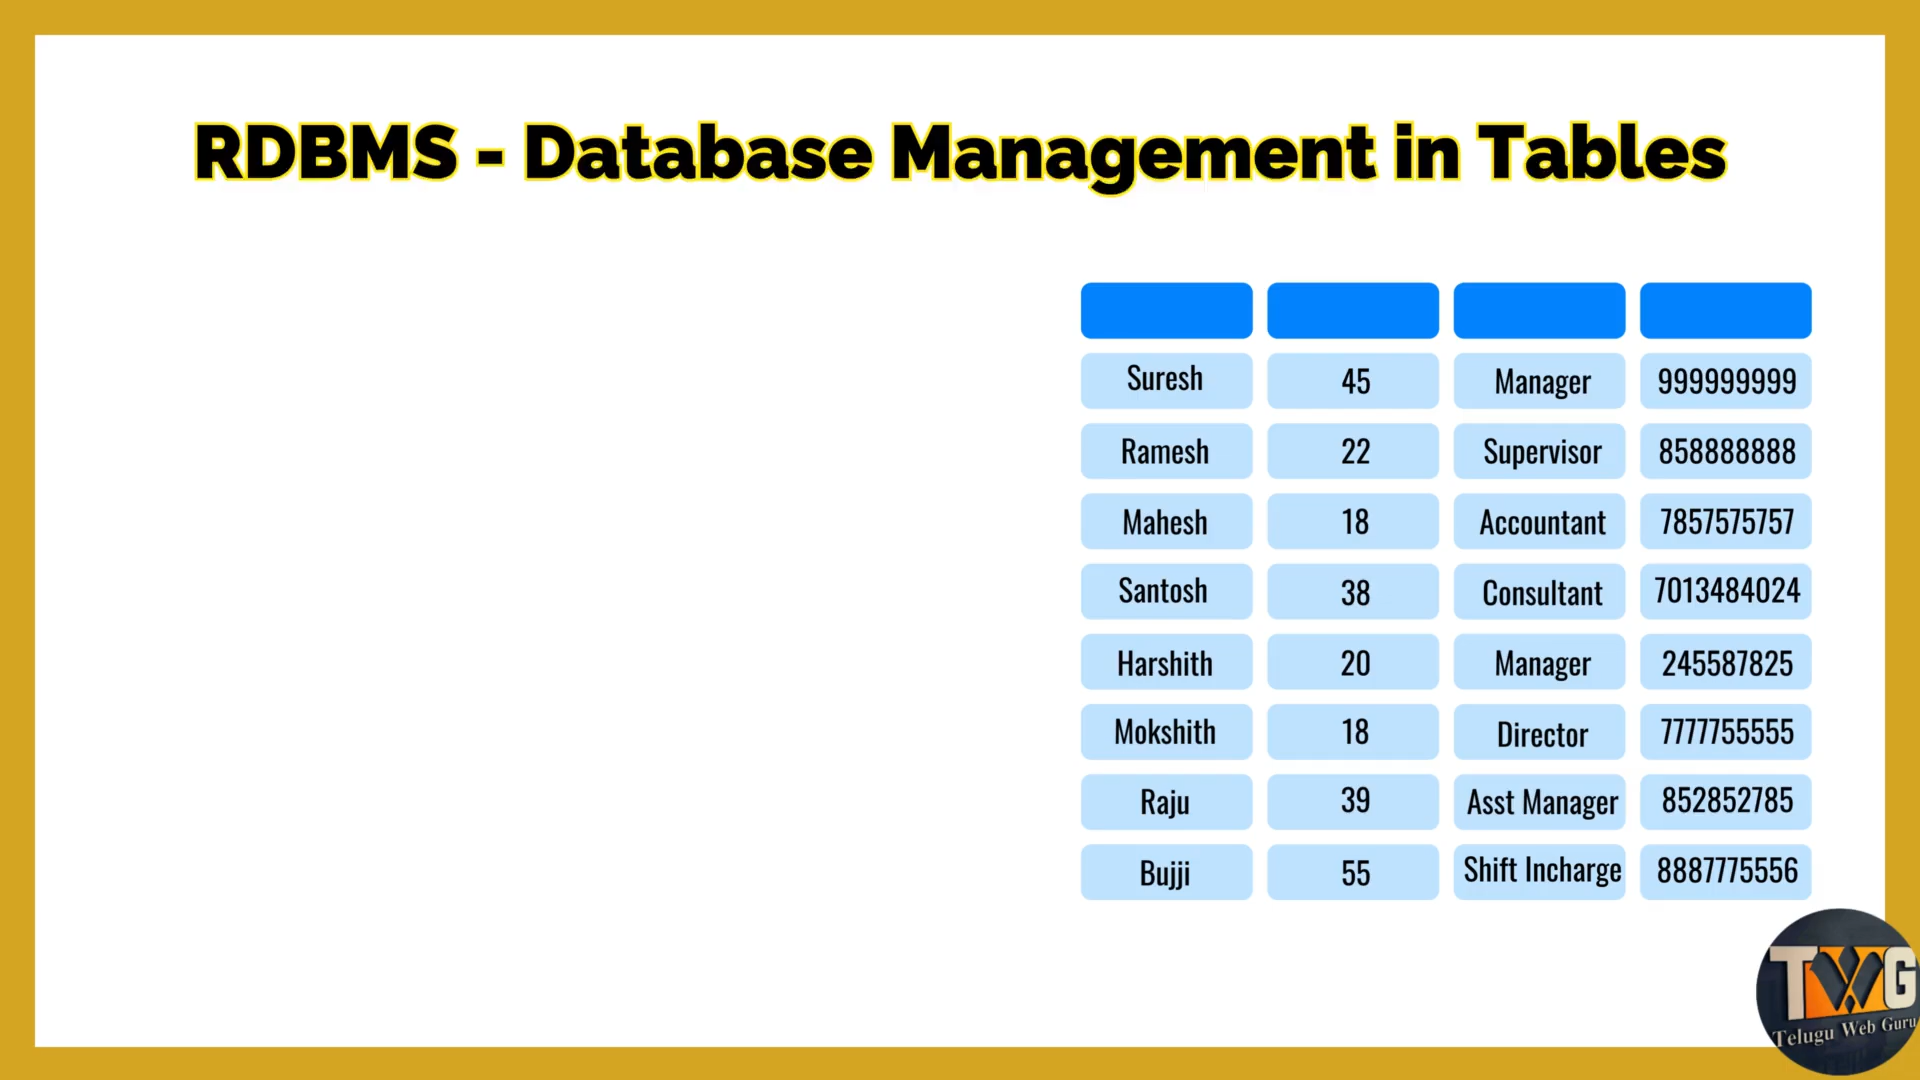 RDBMS - Database Management in Tables
Suresh 45 Manager 999999999
Ramesh 22 Supervisor 858888888
Mahesh 18 Accountant 7857575757
Santosh 38 Consultant 7013484024
Harshith 20 Manager 245587825
Mokshith 18 Director 7777755555
Raju 39 Asst Manager 852852785
Bujji 55 Shift Incharge 8887775556
TWG
Telugu Web Guru